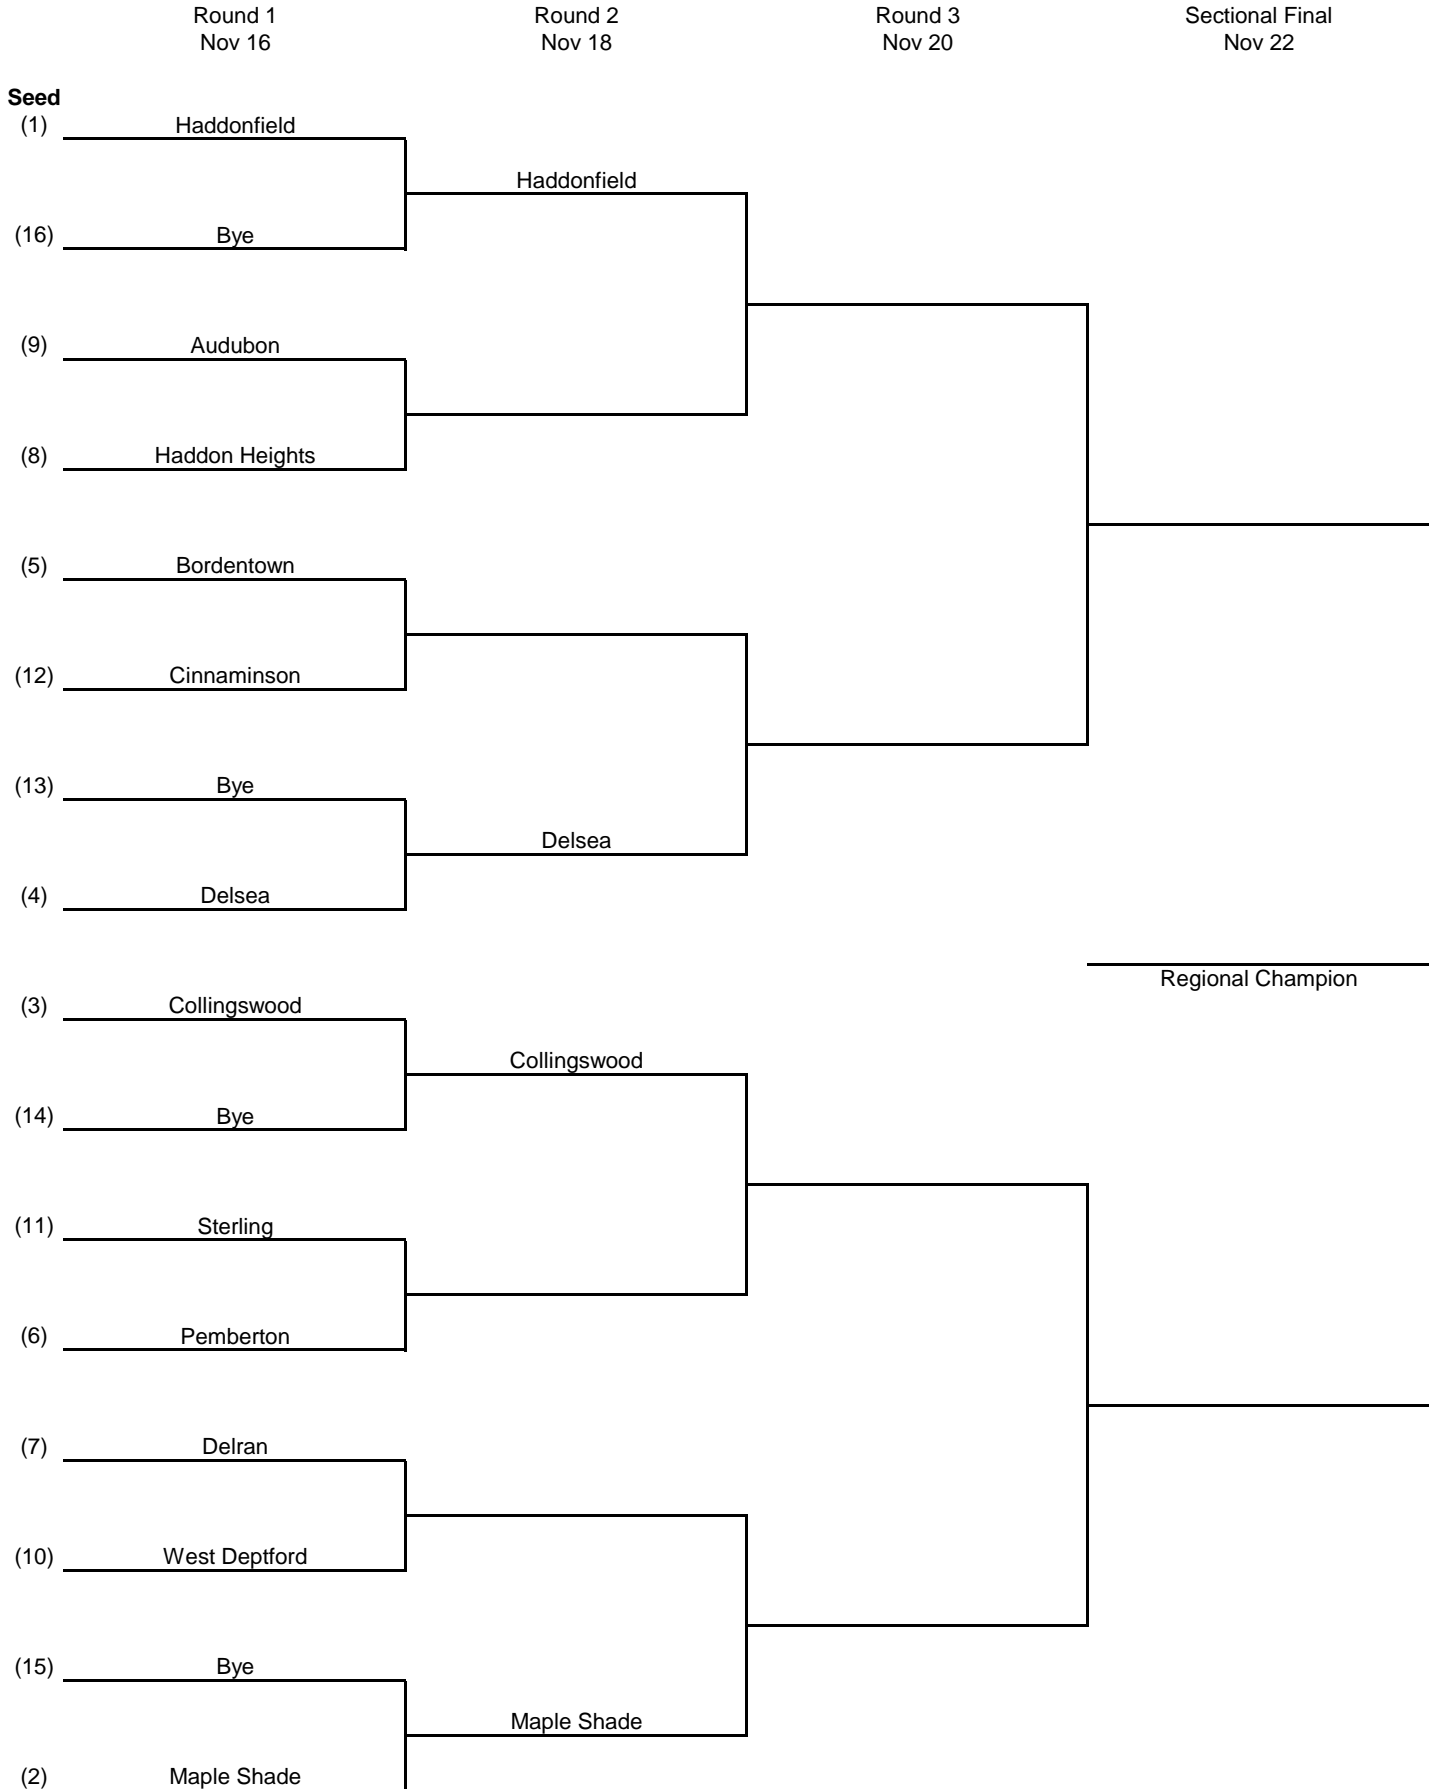 Round 1 Round 2 Round 3 Sectional Final
Nov 16 Nov 18 Nov 20 Nov 22
Seed
(1) Haddonfield
Haddonfield
(16) Bye
(9) Audubon
(8) Haddon Heights
(5) Bordentown
(12) Cinnaminson
(13) Bye
Delsea
(4) Delsea
Regional Champion
(3) Collingswood
Collingswood
(14) Bye
(11) Sterling
(6) Pemberton
(7) Delran
(10) West Deptford
(15) Bye
Maple Shade
(2) Maple Shade